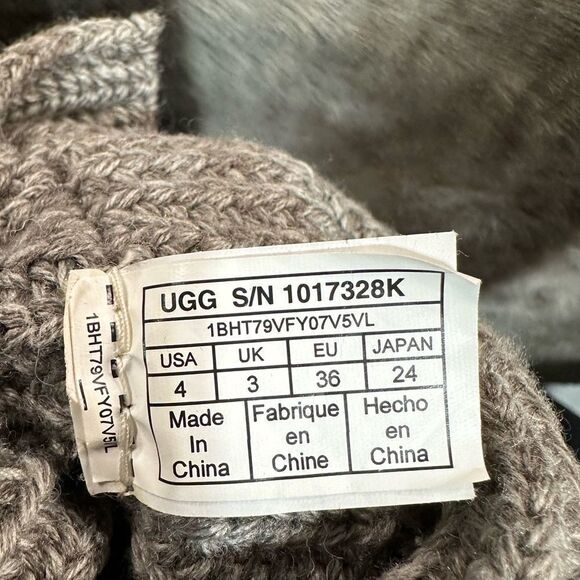 UGG S/N 1017328K
1BHT79VFY07V5VL
USA UK EU JAPAN
4 3 36 24
Made Fabrique Hecho
In en en
China Chine China
1BHT79VFY07V5L